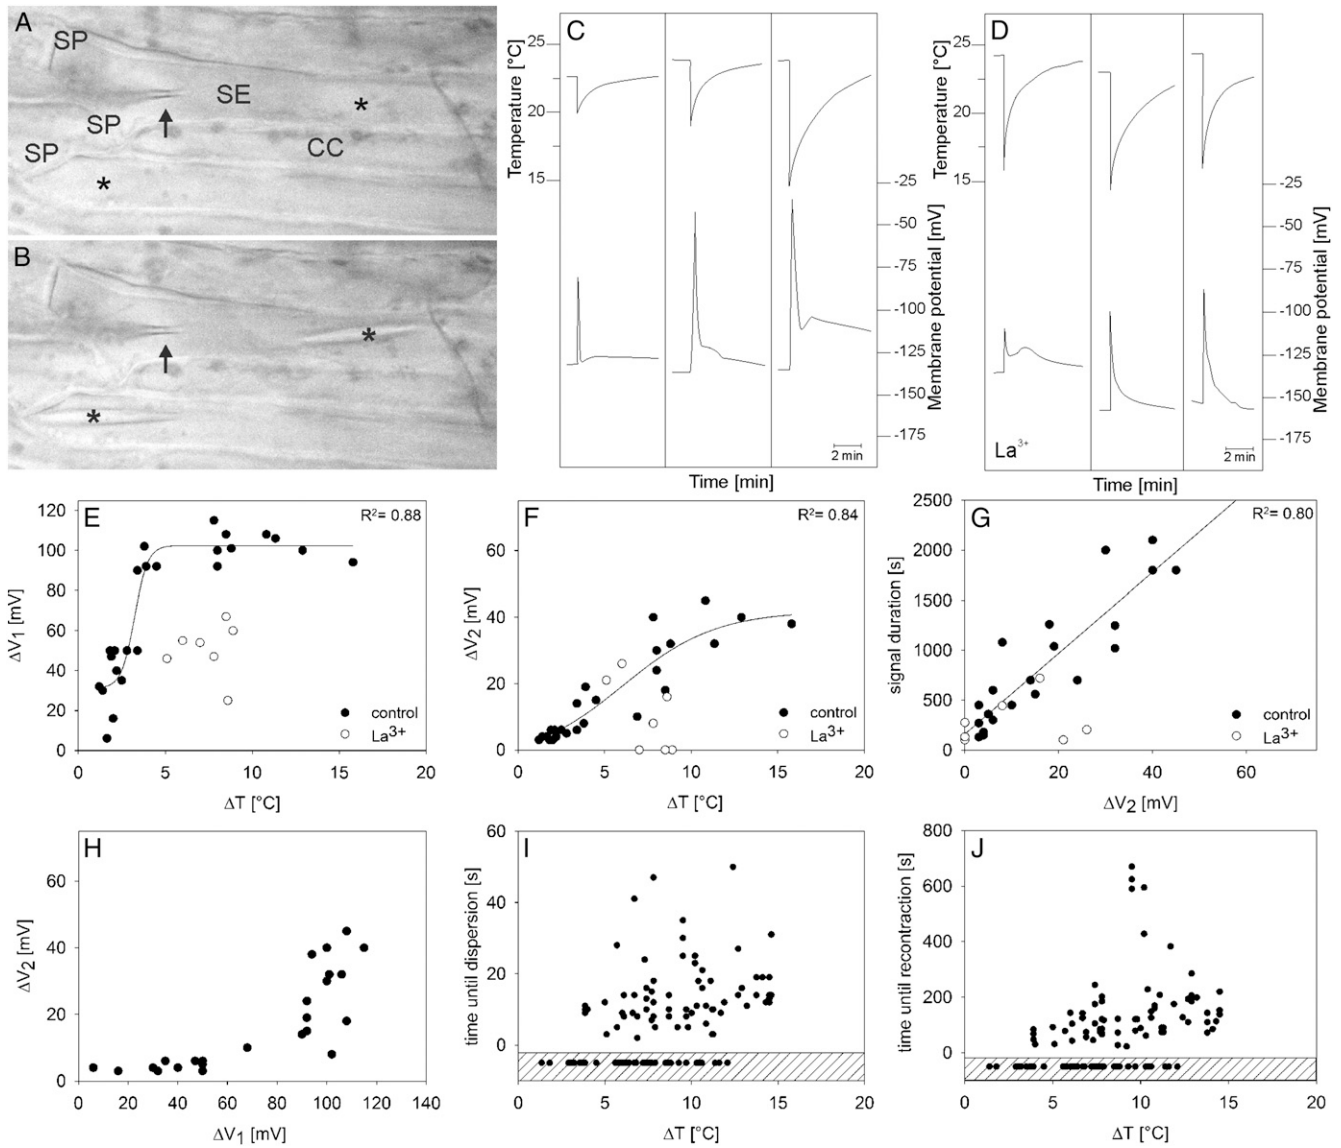 A
SP
SE
*
SP
CC
SP
*
B
*
*
C
Temperature [°C]
25
20
15
-25
-50
-75
-100
-125
-150
-175
Membrane potential [mV]
2 min
Time [min]
D
Temperature [°C]
25
20
15
-25
-50
-75
-100
-125
-150
-175
Membrane potential [mV]
La³⁺
2 min
Time [min]
E
R²= 0.88
ΔV₁ [mV]
120
100
80
60
40
20
0
control
La³⁺
0 5 10 15 20
ΔT [°C]
F
R²= 0.84
ΔV₂ [mV]
60
40
20
0
control
La³⁺
0 5 10 15 20
ΔT [°C]
G
R²= 0.80
signal duration [s]
2500
2000
1500
1000
500
0
control
La³⁺
0 20 40 60
ΔV₂ [mV]
H
ΔV₂ [mV]
60
40
20
0
0 20 40 60 80 100 120 140
ΔV₁ [mV]
I
time until dispersion [s]
60
40
20
0
0 5 10 15 20
ΔT [°C]
J
time until recontraction [s]
800
600
400
200
0
0 5 10 15 20
ΔT [°C]